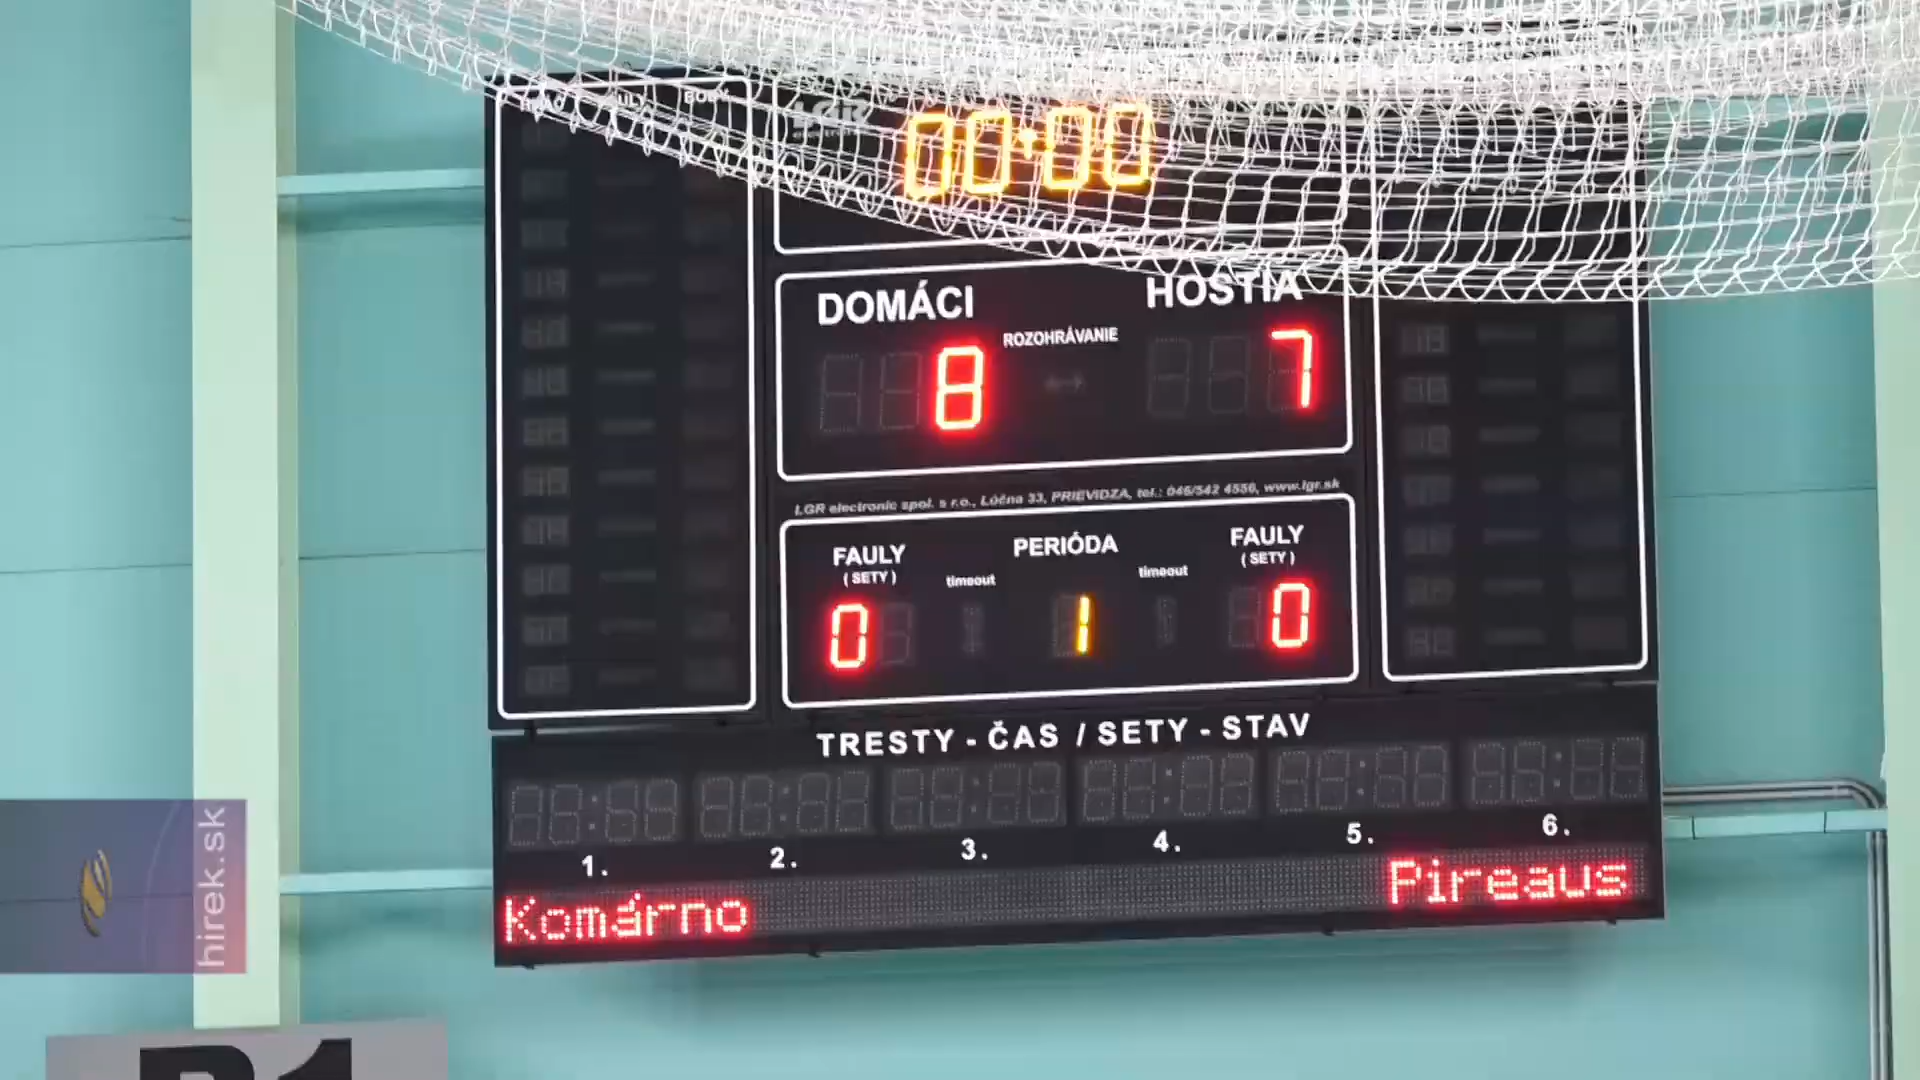 BODY
LGR
00:00
DOMÁCI
HOSTIA
ROZOHRÁVANIE
8
7
LGR electronic spol. s r.o., Lúčna 33, PRIEVIDZA, tel.: 046/542 4556, www.lgr.sk
FAULY
(SETY)
timeout
PERIÓDA
timeout
FAULY
(SETY)
0
1
0
TRESTY - ČAS / SETY - STAV
1. 2. 3. 4. 5. 6.
Komárno
Pireaus
hirek.sk